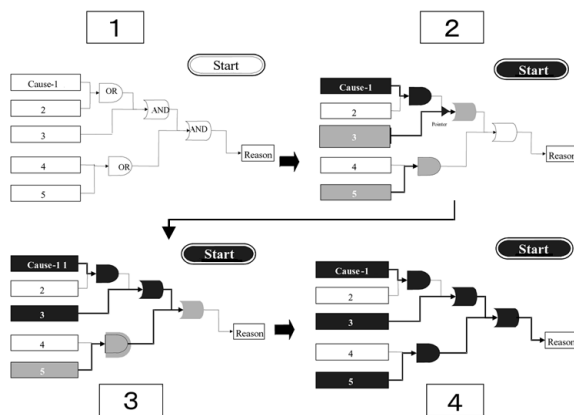 1
Start
Cause-1
OR
2
AND
3
AND
4
OR
Reason
5
2
Start
Cause-1
2
Pointer
3
4
Reason
5
Start
Cause-1 1
2
3
Reason
4
5
3
Start
Cause-1
2
3
Reason
4
5
4